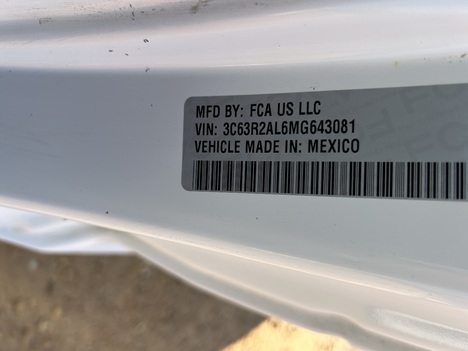 MFD BY: FCA US LLC
VIN: 3C63R2AL6MG643081
VEHICLE MADE IN: MEXICO